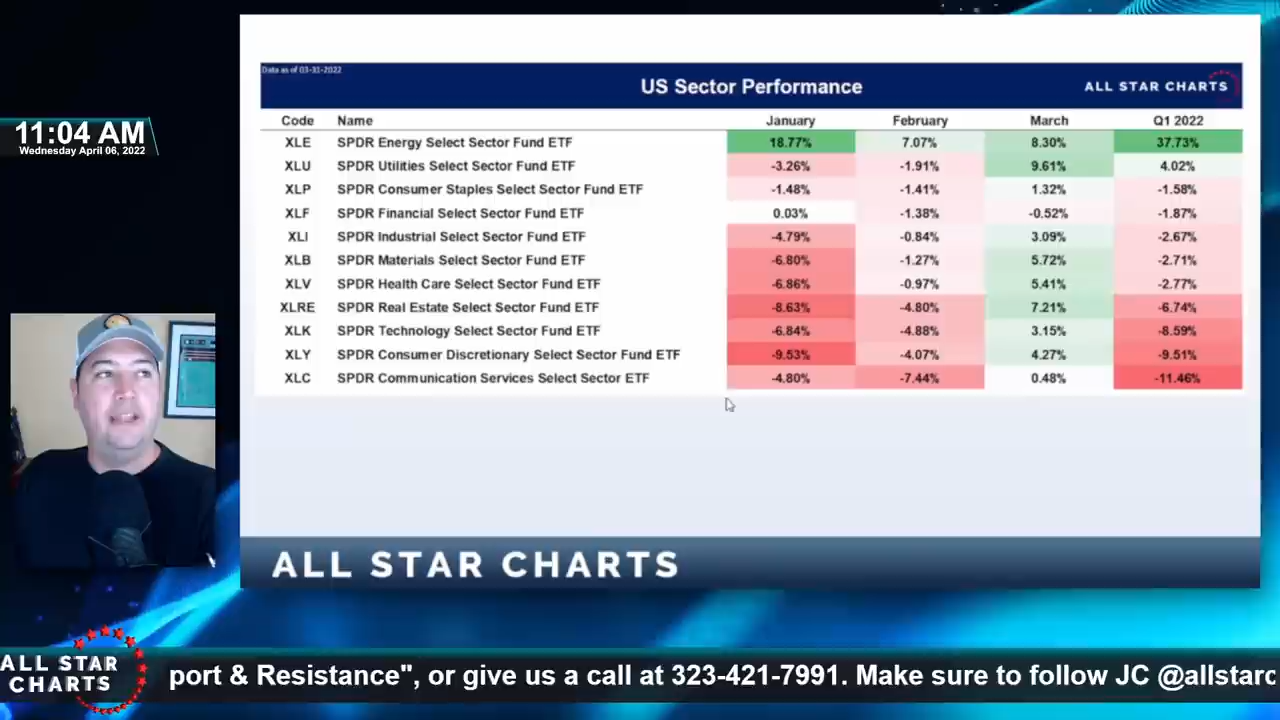 Data as of 03-31-2022
US Sector Performance
ALL STAR CHARTS
11:04 AM
Wednesday April 06, 2022
Code Name January February March Q1 2022
XLE SPDR Energy Select Sector Fund ETF 18.77% 7.07% 8.30% 37.73%
XLU SPDR Utilities Select Sector Fund ETF -3.26% -1.91% 9.61% 4.02%
XLP SPDR Consumer Staples Select Sector Fund ETF -1.48% -1.41% 1.32% -1.58%
XLF SPDR Financial Select Sector Fund ETF 0.03% -1.38% -0.52% -1.87%
XLI SPDR Industrial Select Sector Fund ETF -4.79% -0.84% 3.09% -2.67%
XLB SPDR Materials Select Sector Fund ETF -6.80% -1.27% 5.72% -2.71%
XLV SPDR Health Care Select Sector Fund ETF -6.86% -0.97% 5.41% -2.77%
XLRE SPDR Real Estate Select Sector Fund ETF -8.63% -4.80% 7.21% -6.74%
XLK SPDR Technology Select Sector Fund ETF -6.84% -4.88% 3.15% -8.59%
XLY SPDR Consumer Discretionary Select Sector Fund ETF -9.53% -4.07% 4.27% -9.51%
XLC SPDR Communication Services Select Sector ETF -4.80% -7.44% 0.48% -11.46%
ALL STAR CHARTS
ALL STAR
CHARTS
port & Resistance", or give us a call at 323-421-7991. Make sure to follow JC @allstarc